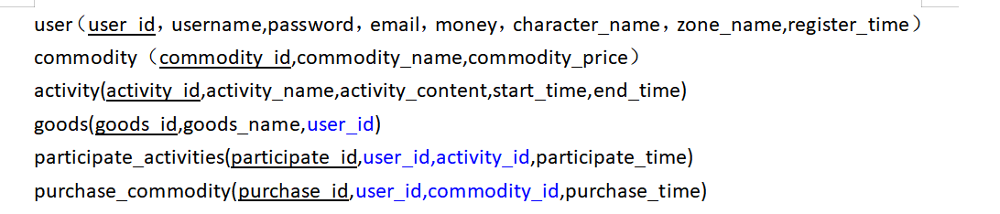 user（user_id，username,password，email，money，character_name，zone_name,register_time）
commodity（commodity_id,commodity_name,commodity_price）
activity(activity_id,activity_name,activity_content,start_time,end_time)
goods(goods_id,goods_name,user_id)
participate_activities(participate_id,user_id,activity_id,participate_time)
purchase_commodity(purchase_id,user_id,commodity_id,purchase_time)